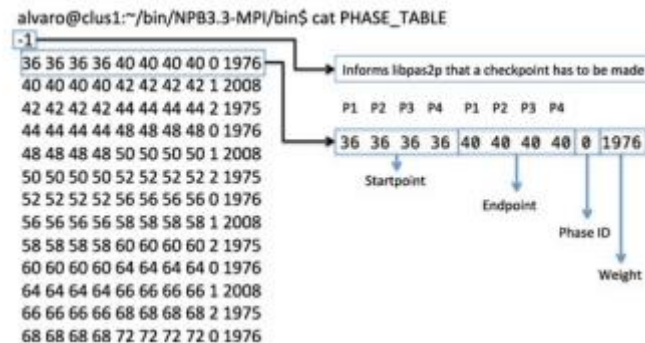 alvaro@clus1:~/bin/NPB3.3-MPI/bin$ cat PHASE_TABLE
-1
36 36 36 36 40 40 40 40 0 1976
40 40 40 40 42 42 42 42 1 2008
42 42 42 42 44 44 44 44 2 1975
44 44 44 44 48 48 48 48 0 1976
48 48 48 48 50 50 50 50 1 2008
50 50 50 50 52 52 52 52 2 1975
52 52 52 52 56 56 56 56 0 1976
56 56 56 56 58 58 58 58 1 2008
58 58 58 58 60 60 60 60 2 1975
60 60 60 60 64 64 64 64 0 1976
64 64 64 64 66 66 66 66 1 2008
66 66 66 66 68 68 68 68 2 1975
68 68 68 68 72 72 72 72 0 1976
Informs libpas2p that a checkpoint has to be made
P1 P2 P3 P4 P1 P2 P3 P4
36 36 36 36 40 40 40 40 0 1976
Startpoint
Endpoint
Phase ID
Weight